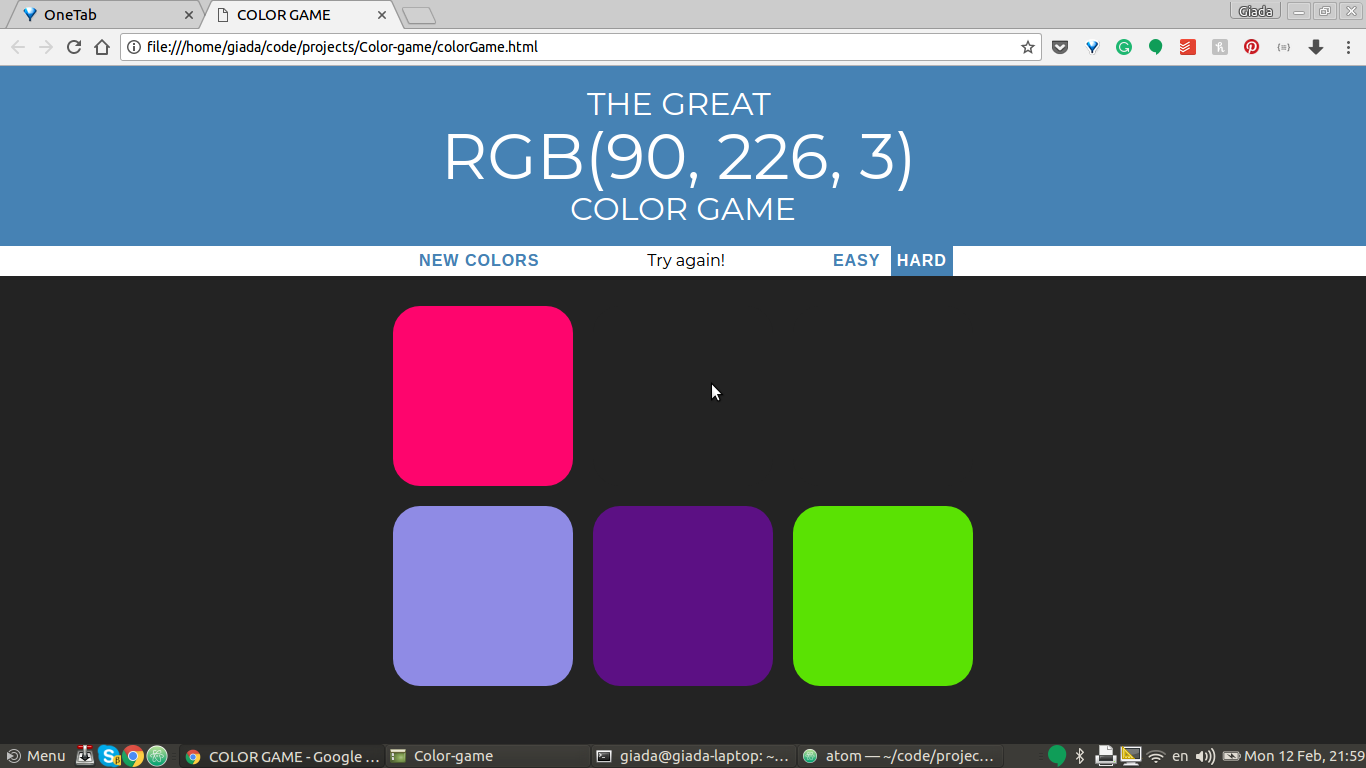 OneTab
COLOR GAME
Giada
file:///home/giada/code/projects/Color-game/colorGame.html
THE GREAT
RGB(90, 226, 3)
COLOR GAME
NEW COLORS
Try again!
EASY
HARD
Menu
COLOR GAME - Google ...
Color-game
giada@giada-laptop: ~...
atom — ~/code/projec...
en
Mon 12 Feb, 21:59